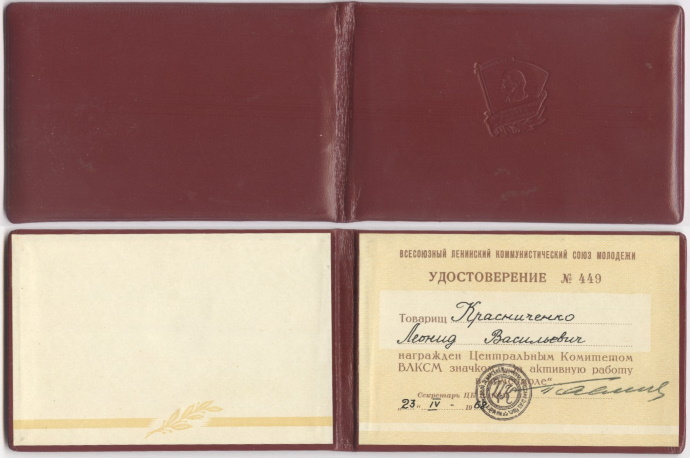 ВСЕСОЮЗНЫЙ ЛЕНИНСКИЙ КОММУНИСТИЧЕСКИЙ СОЮЗ МОЛОДЕЖИ
УДОСТОВЕРЕНИЕ № 449
Товарищ Красниченко
Леонид Васильевич
награжден Центральным Комитетом
ВЛКСМ значком за активную работу
Секретарь ЦК
"23" IV - 1962